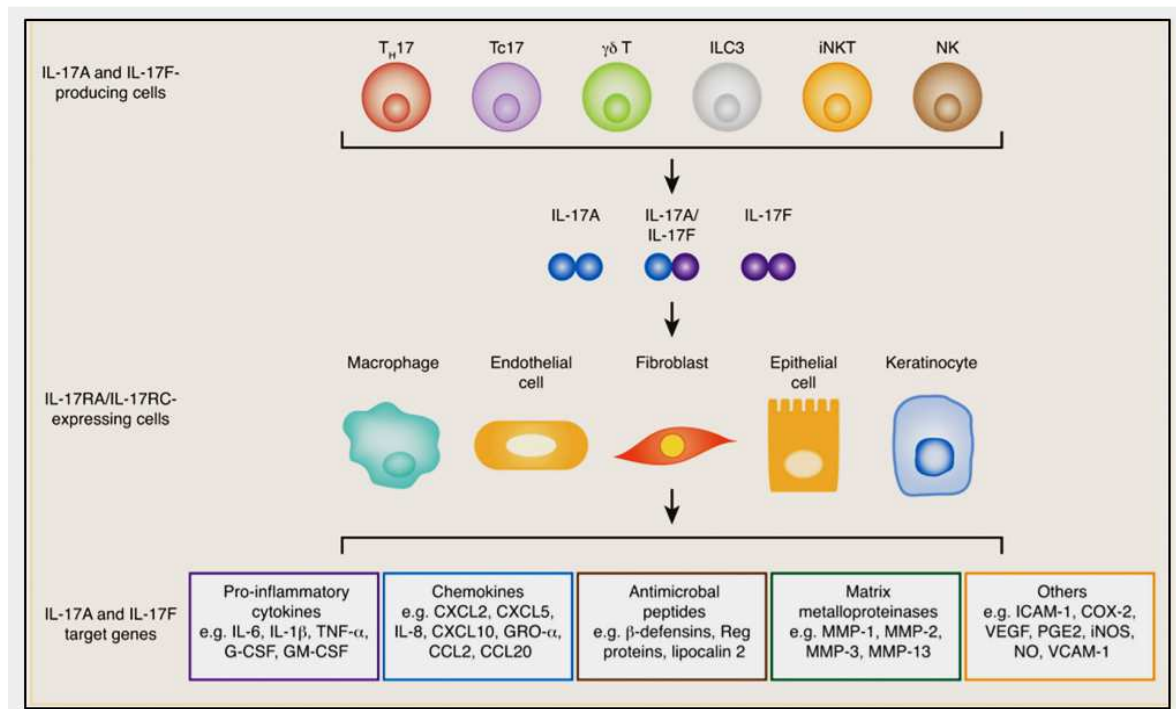 T_H17
Tc17
γδ T
ILC3
iNKT
NK
IL-17A and IL-17F-
producing cells
IL-17A
IL-17A/
IL-17F
IL-17F
Macrophage
Endothelial
cell
Fibroblast
Epithelial
cell
Keratinocyte
IL-17RA/IL-17RC-
expressing cells
IL-17A and IL-17F
target genes
Pro-inflammatory
cytokines
e.g. IL-6, IL-1β, TNF-α,
G-CSF, GM-CSF
Chemokines
e.g. CXCL2, CXCL5,
IL-8, CXCL10, GRO-α,
CCL2, CCL20
Antimicrobial
peptides
e.g. β-defensins, Reg
proteins, lipocalin 2
Matrix
metalloproteinases
e.g. MMP-1, MMP-2,
MMP-3, MMP-13
Others
e.g. ICAM-1, COX-2,
VEGF, PGE2, iNOS,
NO, VCAM-1